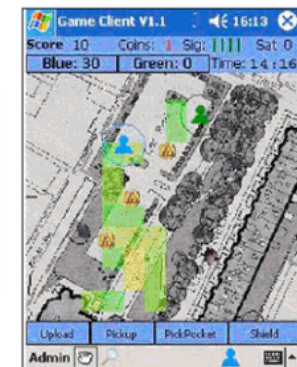 Game Client V1.1 16:13
Score 10 Coins: 1 Sig: Sat 0
Blue: 30 Green: 0 Time: 14:16
Upload Pickup PickPocket Shield
Admin